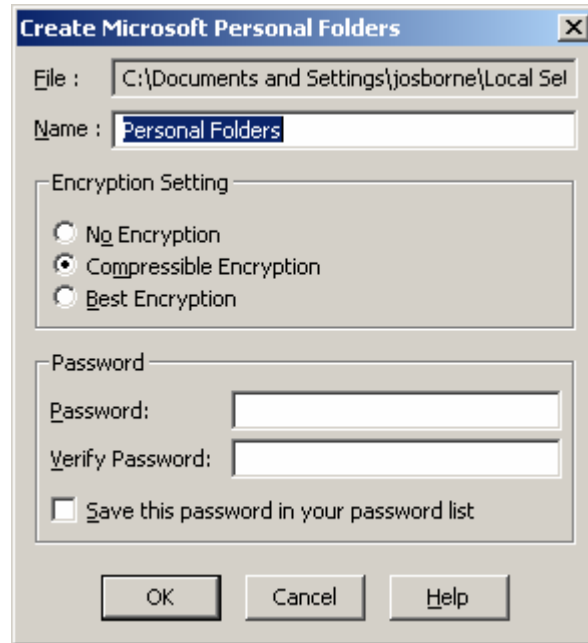 Create Microsoft Personal Folders
File : C:\Documents and Settings\josborne\Local Set
Name : Personal Folders
Encryption Setting
No Encryption
Compressible Encryption
Best Encryption
Password
Password:
Verify Password:
Save this password in your password list
OK Cancel Help